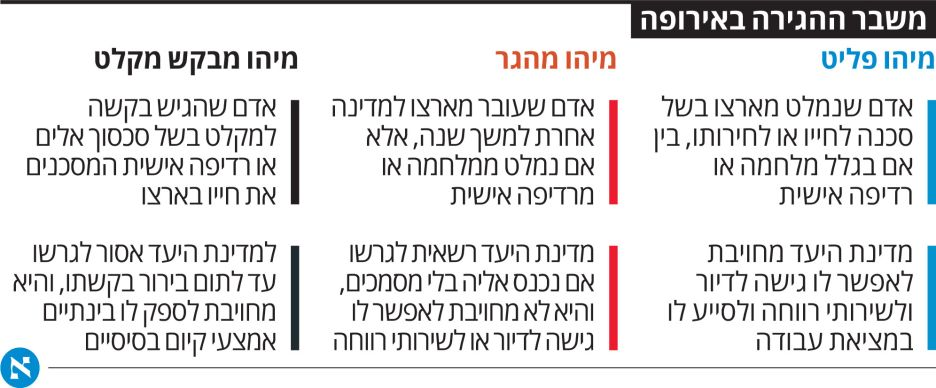 משבר ההגירה באירופה
מיהו פליט
אדם שנמלט מארצו בשל
סכנה לחייו או לחירותו, בין
אם בגלל מלחמה או
רדיפה אישית
מדינת היעד מחויבת
לאפשר לו גישה לדיור
ולשירותי רווחה ולסייע לו
במציאת עבודה
מיהו מהגר
אדם שעובר מארצו למדינה
אחרת למשך שנה, אלא
אם נמלט ממלחמה או
מרדיפה אישית
מדינת היעד רשאית לגרשו
אם נכנס אליה בלי מסמכים,
והיא לא מחויבת לאפשר לו
גישה לדיור או לשירותי רווחה
מיהו מבקש מקלט
אדם שהגיש בקשה
למקלט בשל סכסוך אלים
או רדיפה אישית המסכנים
את חייו בארצו
למדינת היעד אסור לגרשו
עד לתום בירור בקשתו, והיא
מחויבת לספק לו בינתיים
אמצעי קיום בסיסיים
א